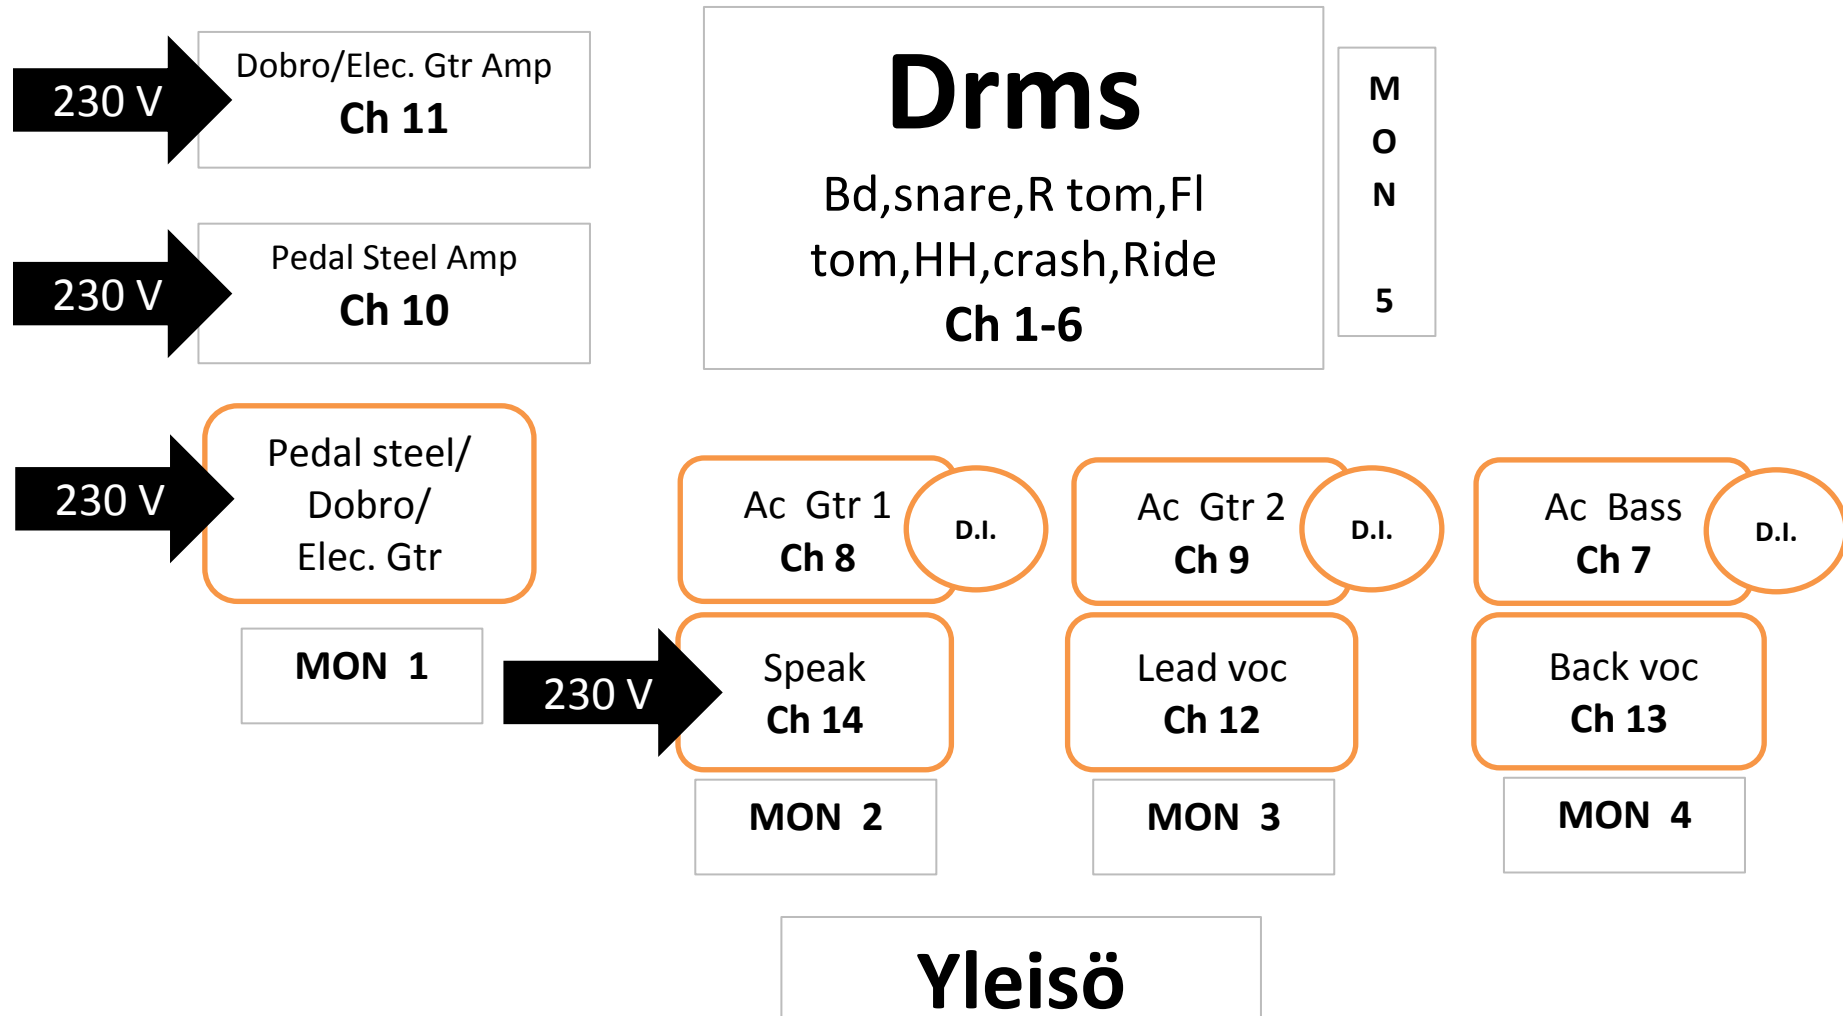 230 V
Dobro/Elec. Gtr Amp
Ch 11
Drms
Bd,snare,R tom,Fl
tom,HH,crash,Ride
Ch 1-6
M
O
N
5
230 V
Pedal Steel Amp
Ch 10
230 V
Pedal steel/
Dobro/
Elec. Gtr
Ac Gtr 1
Ch 8
D.I.
Ac Gtr 2
Ch 9
D.I.
Ac Bass
Ch 7
D.I.
MON 1
230 V
Speak
Ch 14
Lead voc
Ch 12
Back voc
Ch 13
MON 2
MON 3
MON 4
Yleisö